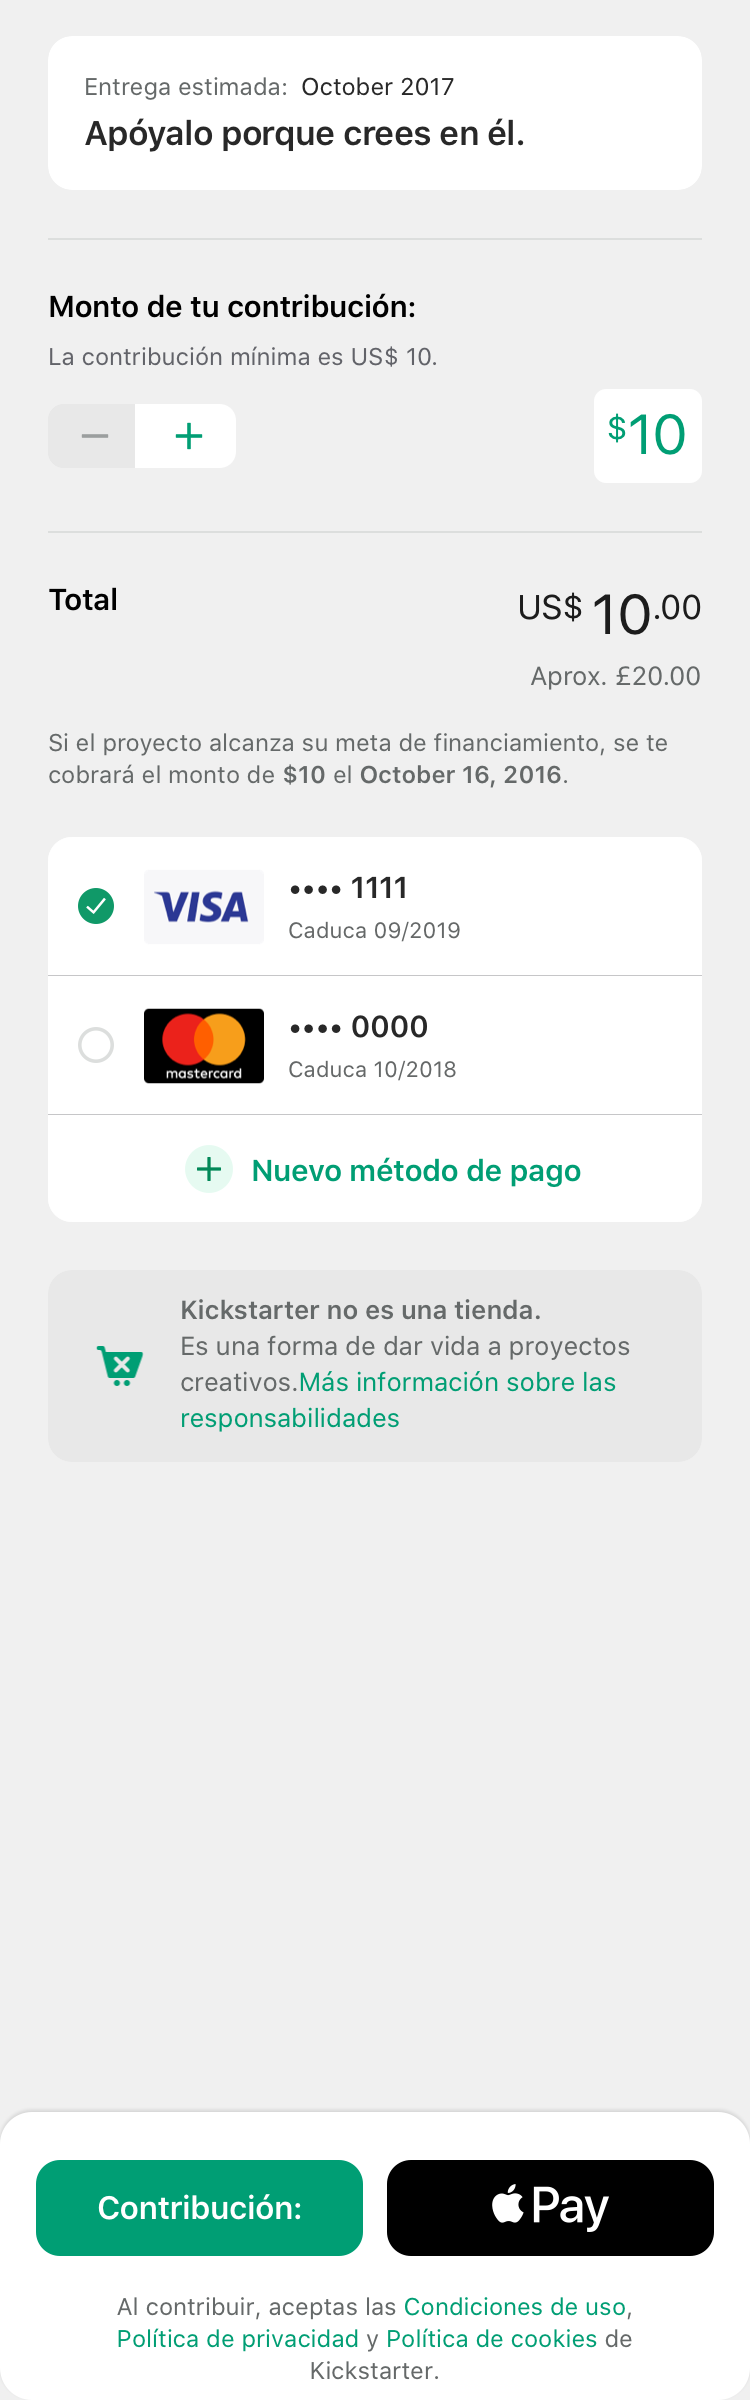 Entrega estimada: October 2017
Apóyalo porque crees en él.
Monto de tu contribución:
La contribución mínima es US$ 10.
− +
$10
Total
US$ 10.00
Aprox. £20.00
Si el proyecto alcanza su meta de financiamiento, se te
cobrará el monto de $10 el October 16, 2016.
VISA
•••• 1111
Caduca 09/2019
mastercard
•••• 0000
Caduca 10/2018
+ Nuevo método de pago
Kickstarter no es una tienda.
Es una forma de dar vida a proyectos
creativos.Más información sobre las
responsabilidades
Contribución:
Pay
Al contribuir, aceptas las Condiciones de uso,
Política de privacidad y Política de cookies de
Kickstarter.